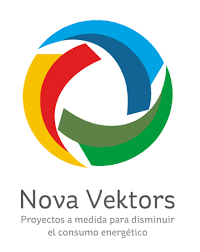 Nova Vektors
Proyectos a medida para disminuir
el consumo energético